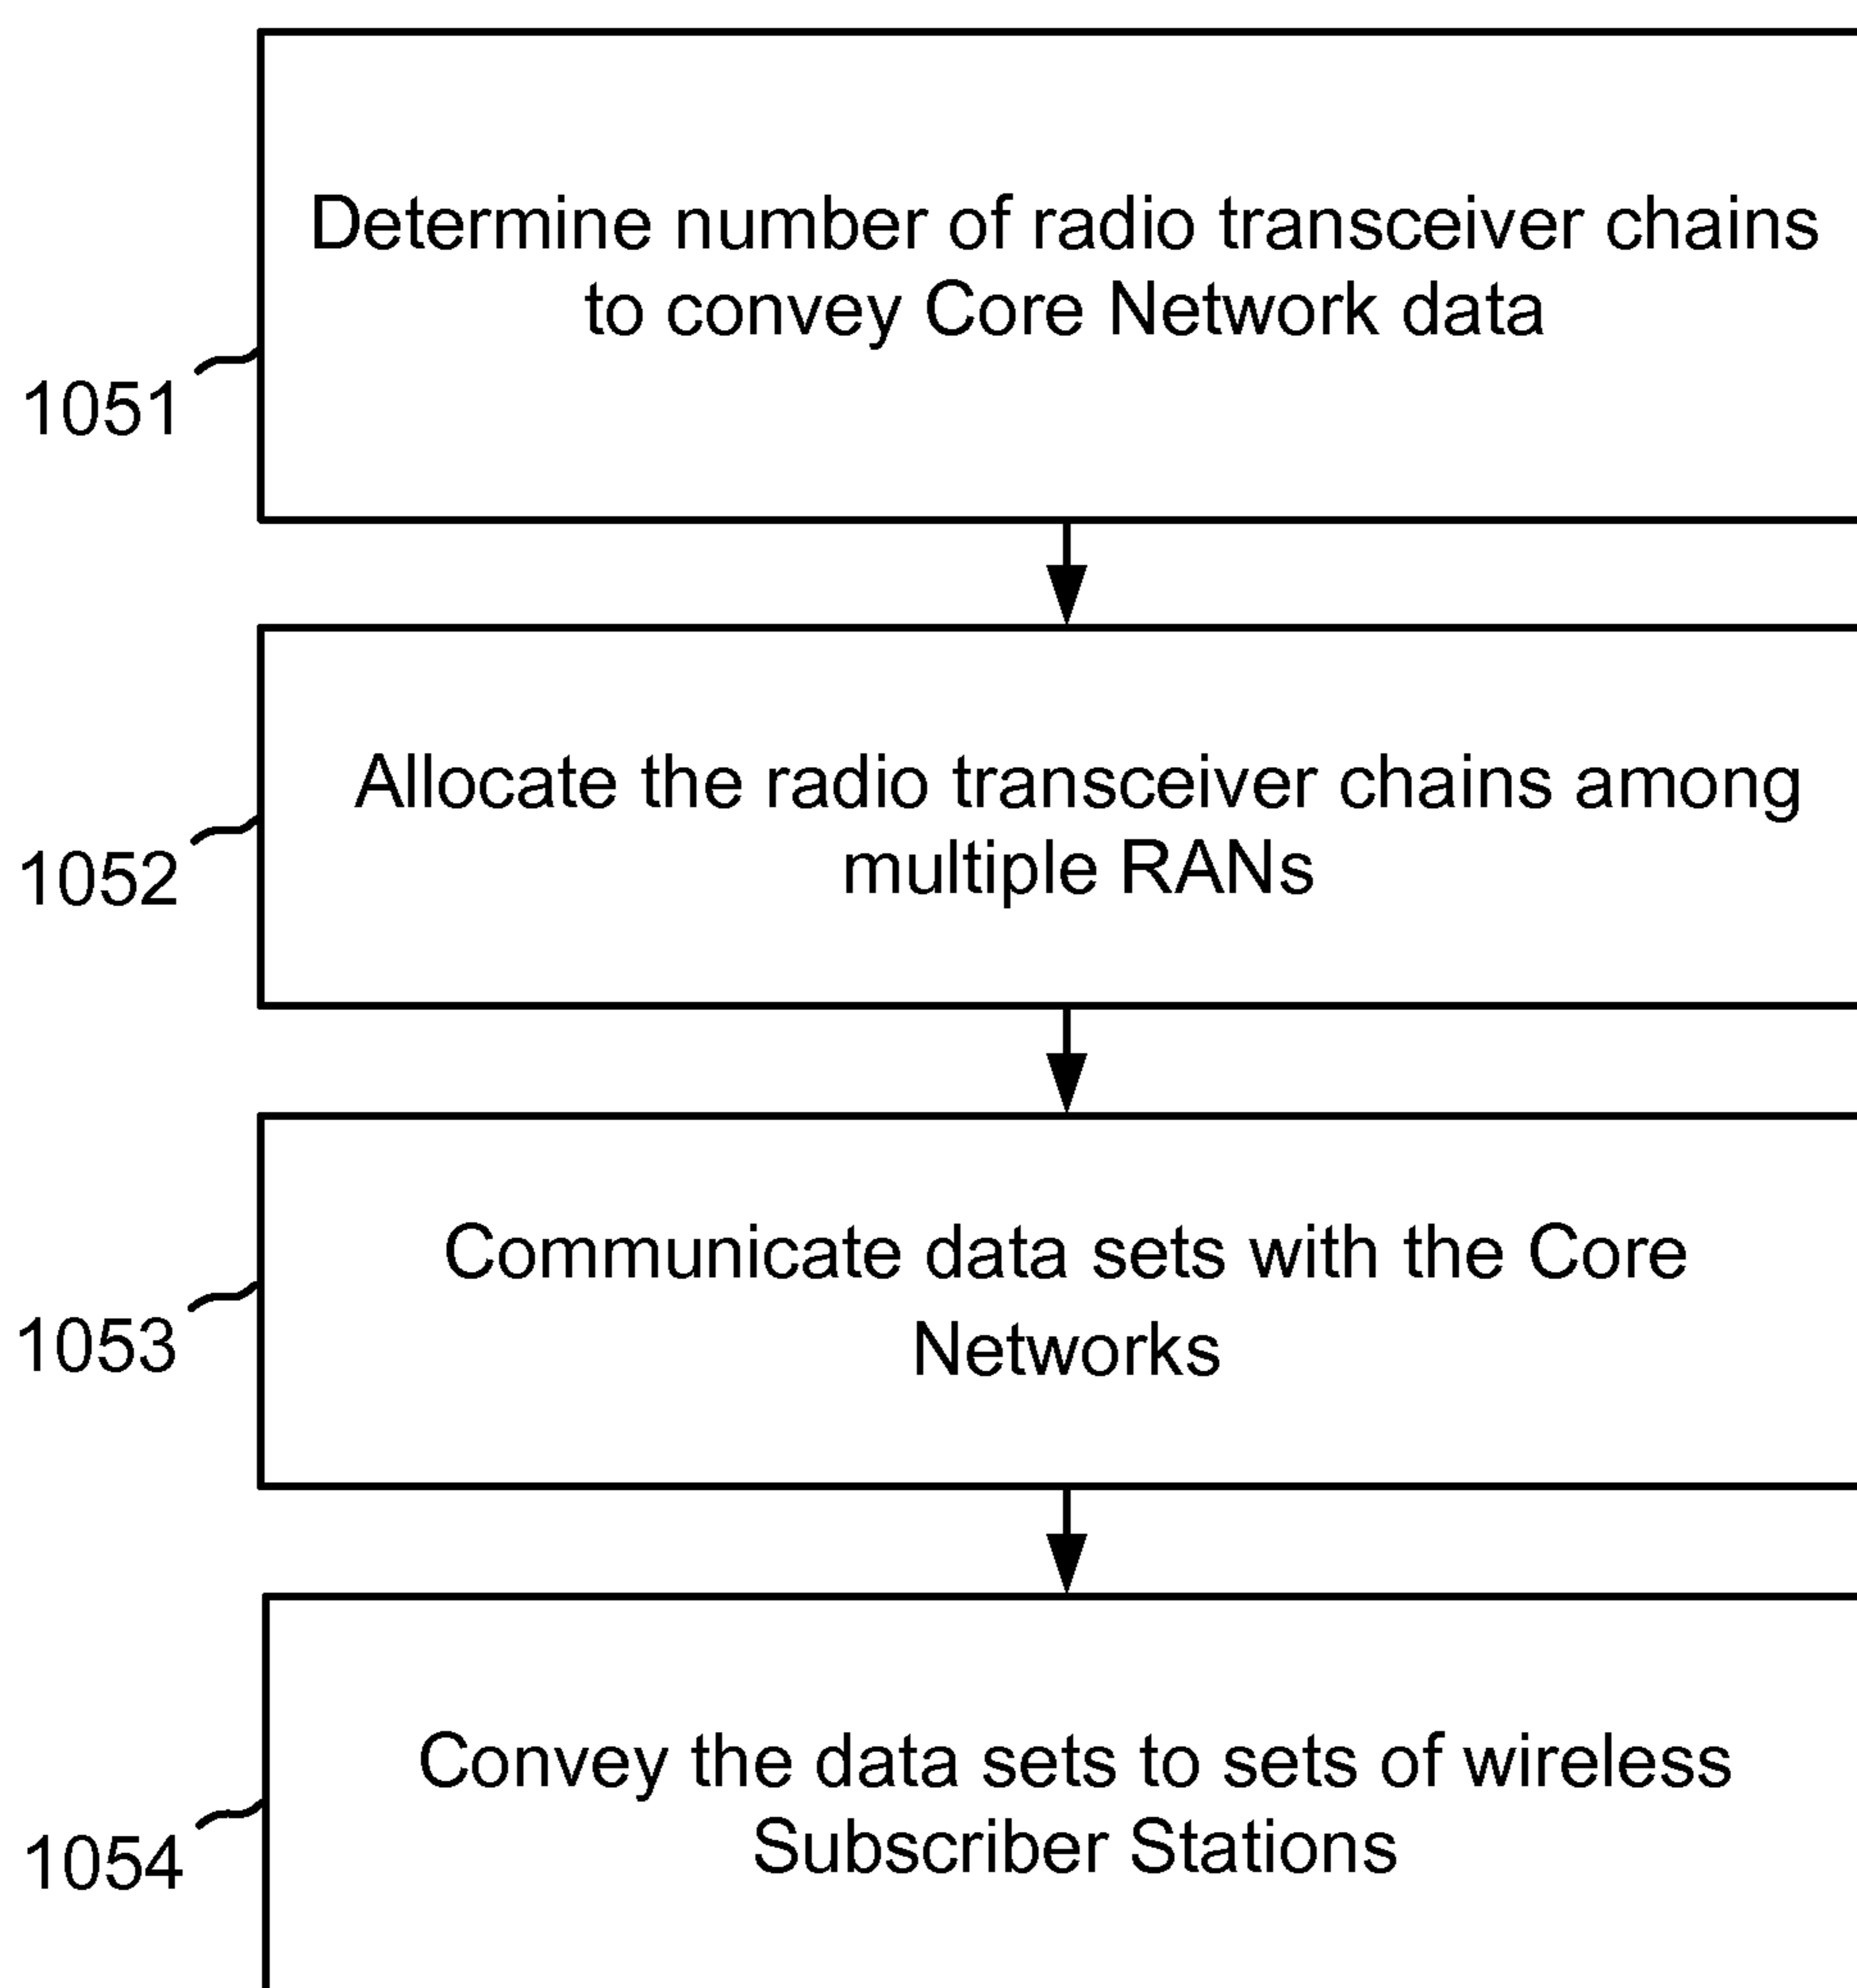 Determine number of radio transceiver chains
to convey Core Network data
1051
Allocate the radio transceiver chains among
multiple RANs
1052
Communicate data sets with the Core
Networks
1053
Convey the data sets to sets of wireless
Subscriber Stations
1054